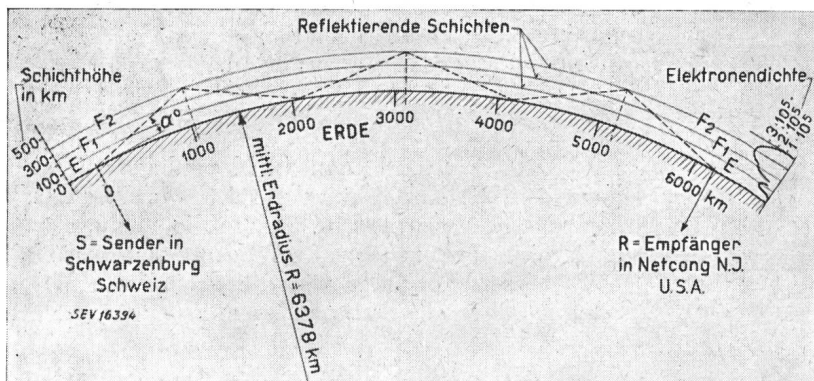 Reflektierende Schichten
Schichthöhe
in km
Elektronendichte
500
300
100
0
F₂
F₁
E
α°
0
1000
2000
3000
4000
5000
6000 km
ERDE
F₂
F₁
E
3·10⁵
2·10⁵
1·10⁵
mittl. Erdradius R=6378 km
S = Sender in
Schwarzenburg
Schweiz
SEV 16394
R = Empfänger
in Netcong N.J.
U.S.A.